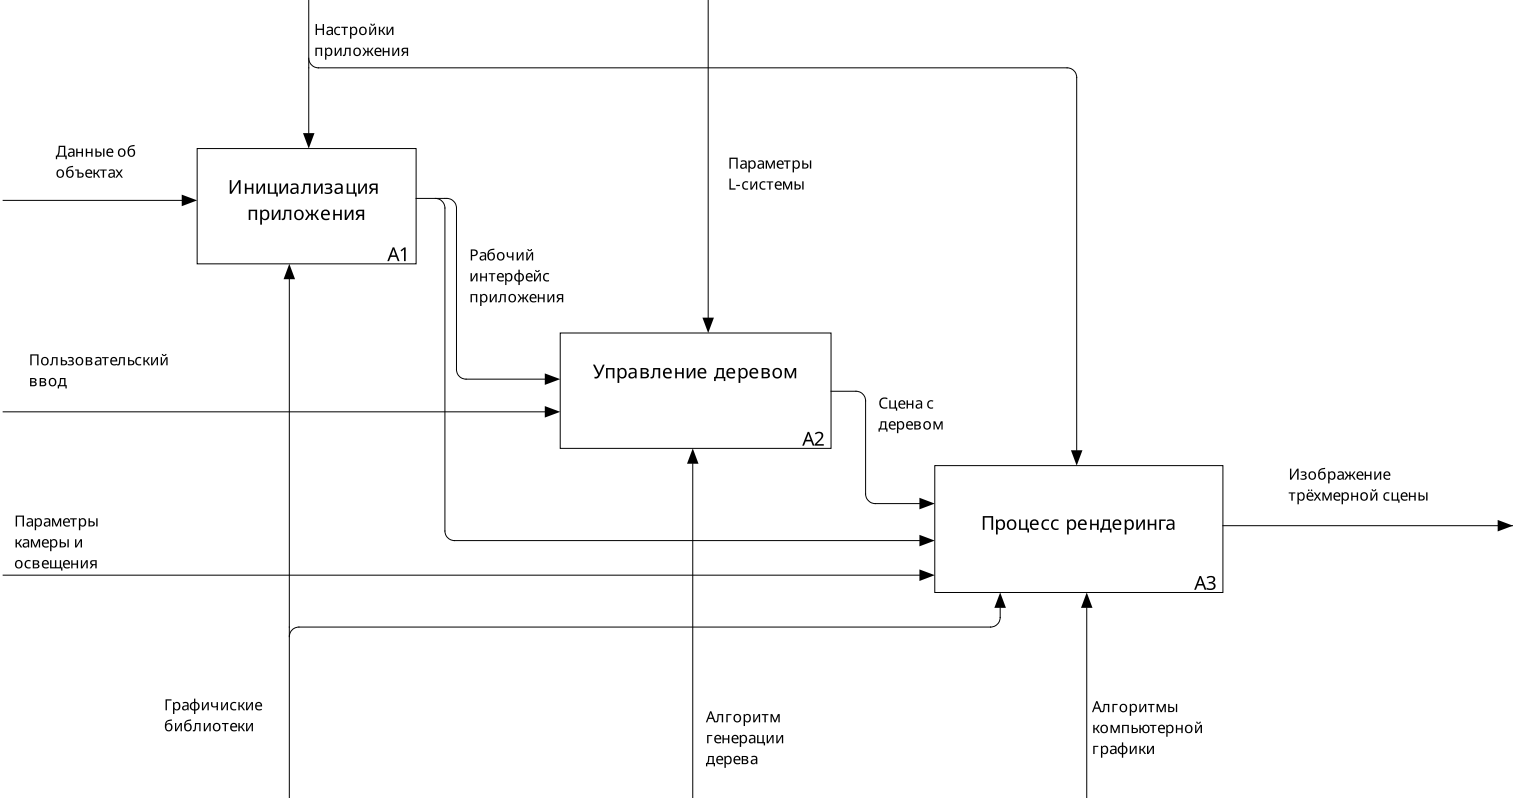 Настройки
приложения
Данные об
объектах
Инициализация
приложения
A1
Параметры
L-системы
Рабочий
интерфейс
приложения
Пользовательский
ввод
Управление деревом
A2
Сцена с
деревом
Параметры
камеры и
освещения
Процесс рендеринга
A3
Изображение
трёхмерной сцены
Графичиские
библиотеки
Алгоритм
генерации
дерева
Алгоритмы
компьютерной
графики